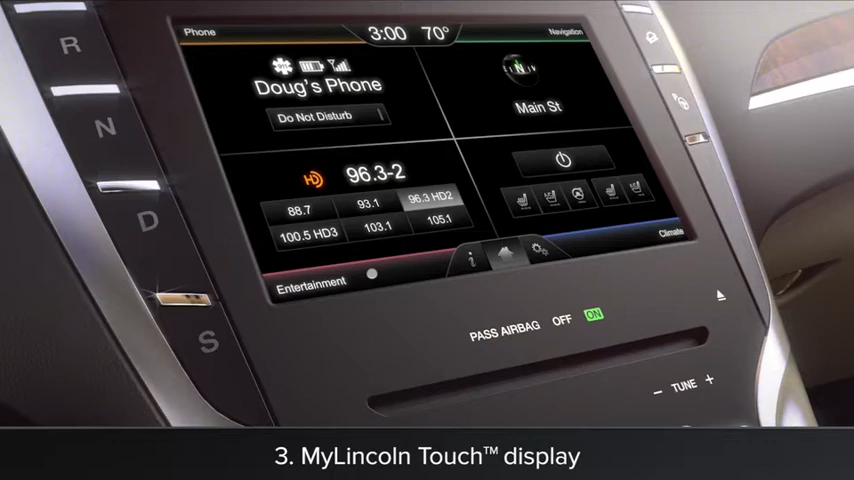 R
N
D
S
Phone
3:00 70°
Navigation
Doug's Phone
Do Not Disturb
N
Main St
HD 96.3-2
88.7 93.1 96.3 HD2
100.5 HD3 103.1 105.1
Entertainment
i
Climate
PASS AIRBAG OFF ON
− TUNE +
3. MyLincoln Touch™ display